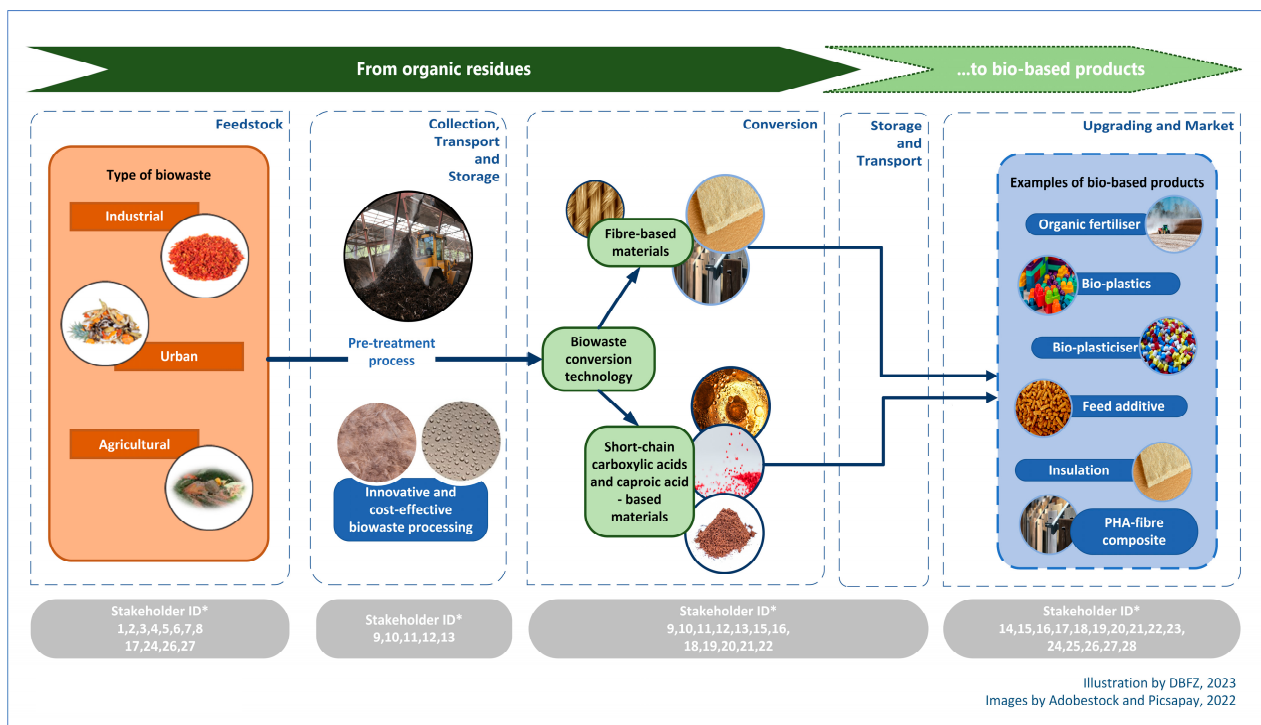 From organic residues
...to bio-based products
Feedstock
Type of biowaste
Industrial
Urban
Agricultural
Collection,
Transport
and
Storage
Pre-treatment
process
Innovative and
cost-effective
biowaste processing
Conversion
Fibre-based
materials
Biowaste
conversion
technology
Short-chain
carboxylic acids
and caproic acid
- based
materials
Storage
and
Transport
Upgrading and Market
Examples of bio-based products
Organic fertiliser
Bio-plastics
Bio-plasticiser
Feed additive
Insulation
PHA-fibre
composite
Stakeholder ID*
1,2,3,4,5,6,7,8
17,24,26,27
Stakeholder ID*
9,10,11,12,13
Stakeholder ID*
9,10,11,12,13,15,16,
18,19,20,21,22
Stakeholder ID*
14,15,16,17,18,19,20,21,22,23,
24,25,26,27,28
Illustration by DBFZ, 2023
Images by Adobestock and Picsapay, 2022